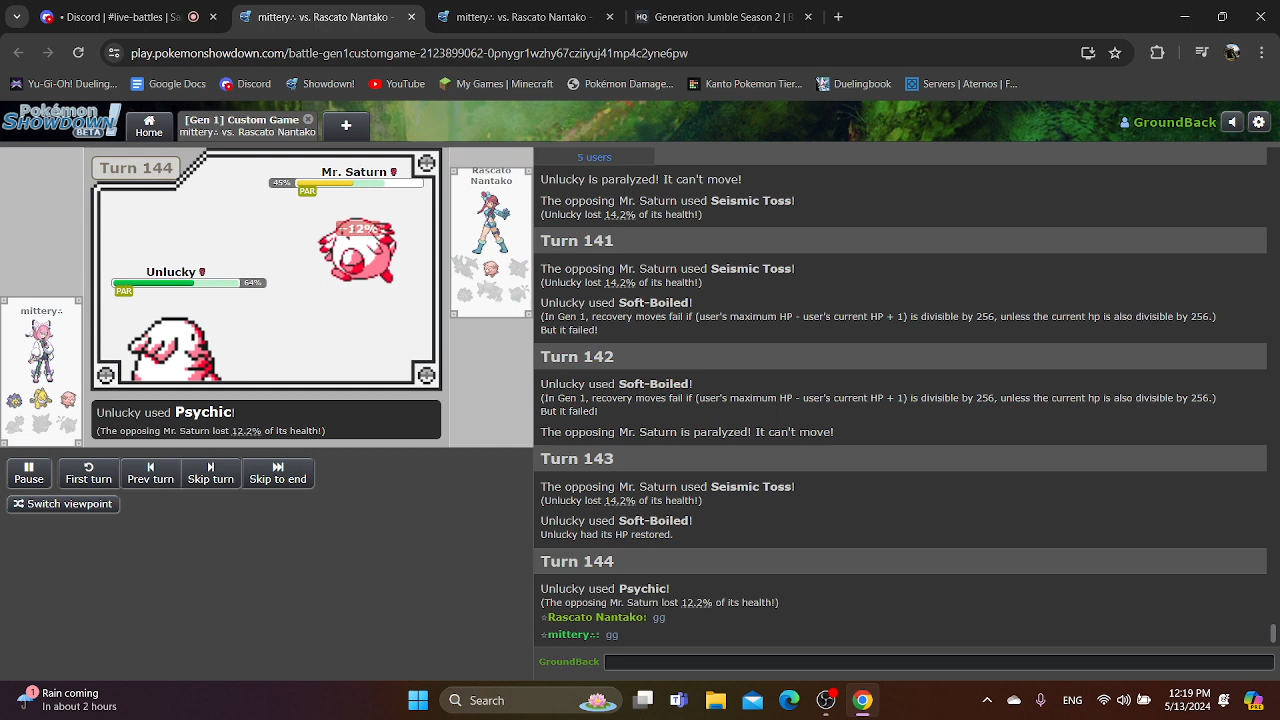 Discord | #live-battles | Sa
mittery∴ vs. Rascato Nantako -
mittery∴ vs. Rascato Nantako -
HQ Generation Jumble Season 2 | B
play.pokemonshowdown.com/battle-gen1customgame-2123899062-0pnygr1wzhy67cziiyuj41mp4c2yne6pw
Yu-Gi-Oh! Dueling...
Google Docs
Discord
Showdown!
YouTube
My Games | Minecraft
Pokémon Damag...
Kanto Pokemon Tier...
Duelingbook
Servers | Aternos | F...
Pokémon
Showdown!
BETA
Home
[Gen 1] Custom Game
mittery∴ vs. Rascato Nantako
GroundBack
Turn 144
Mr. Saturn
45%
PAR
-12%
Unlucky
64%
PAR
Rascato
Nantako
mittery∴
Unlucky used Psychic!
(The opposing Mr. Saturn lost 12.2% of its health!)
Pause
First turn
Prev turn
Skip turn
Skip to end
Switch viewpoint
5 users
Unlucky is paralyzed! It can't move!
The opposing Mr. Saturn used Seismic Toss!
(Unlucky lost 14.2% of its health!)
Turn 141
The opposing Mr. Saturn used Seismic Toss!
(Unlucky lost 14.2% of its health!)
Unlucky used Soft-Boiled!
(In Gen 1, recovery moves fail if (user's maximum HP - user's current HP + 1) is divisible by 256, unless the current hp is also divisible by 256.)
But it failed!
Turn 142
Unlucky used Soft-Boiled!
(In Gen 1, recovery moves fail if (user's maximum HP - user's current HP + 1) is divisible by 256, unless the current hp is also divisible by 256.)
But it failed!
The opposing Mr. Saturn is paralyzed! It can't move!
Turn 143
The opposing Mr. Saturn used Seismic Toss!
(Unlucky lost 14.2% of its health!)
Unlucky used Soft-Boiled!
Unlucky had its HP restored.
Turn 144
Unlucky used Psychic!
(The opposing Mr. Saturn lost 12.2% of its health!)
☆Rascato Nantako: gg
☆mittery∴: gg
GroundBack
1
Rain coming
In about 2 hours
Search
ENG
12:19 PM
5/13/2024
PRE